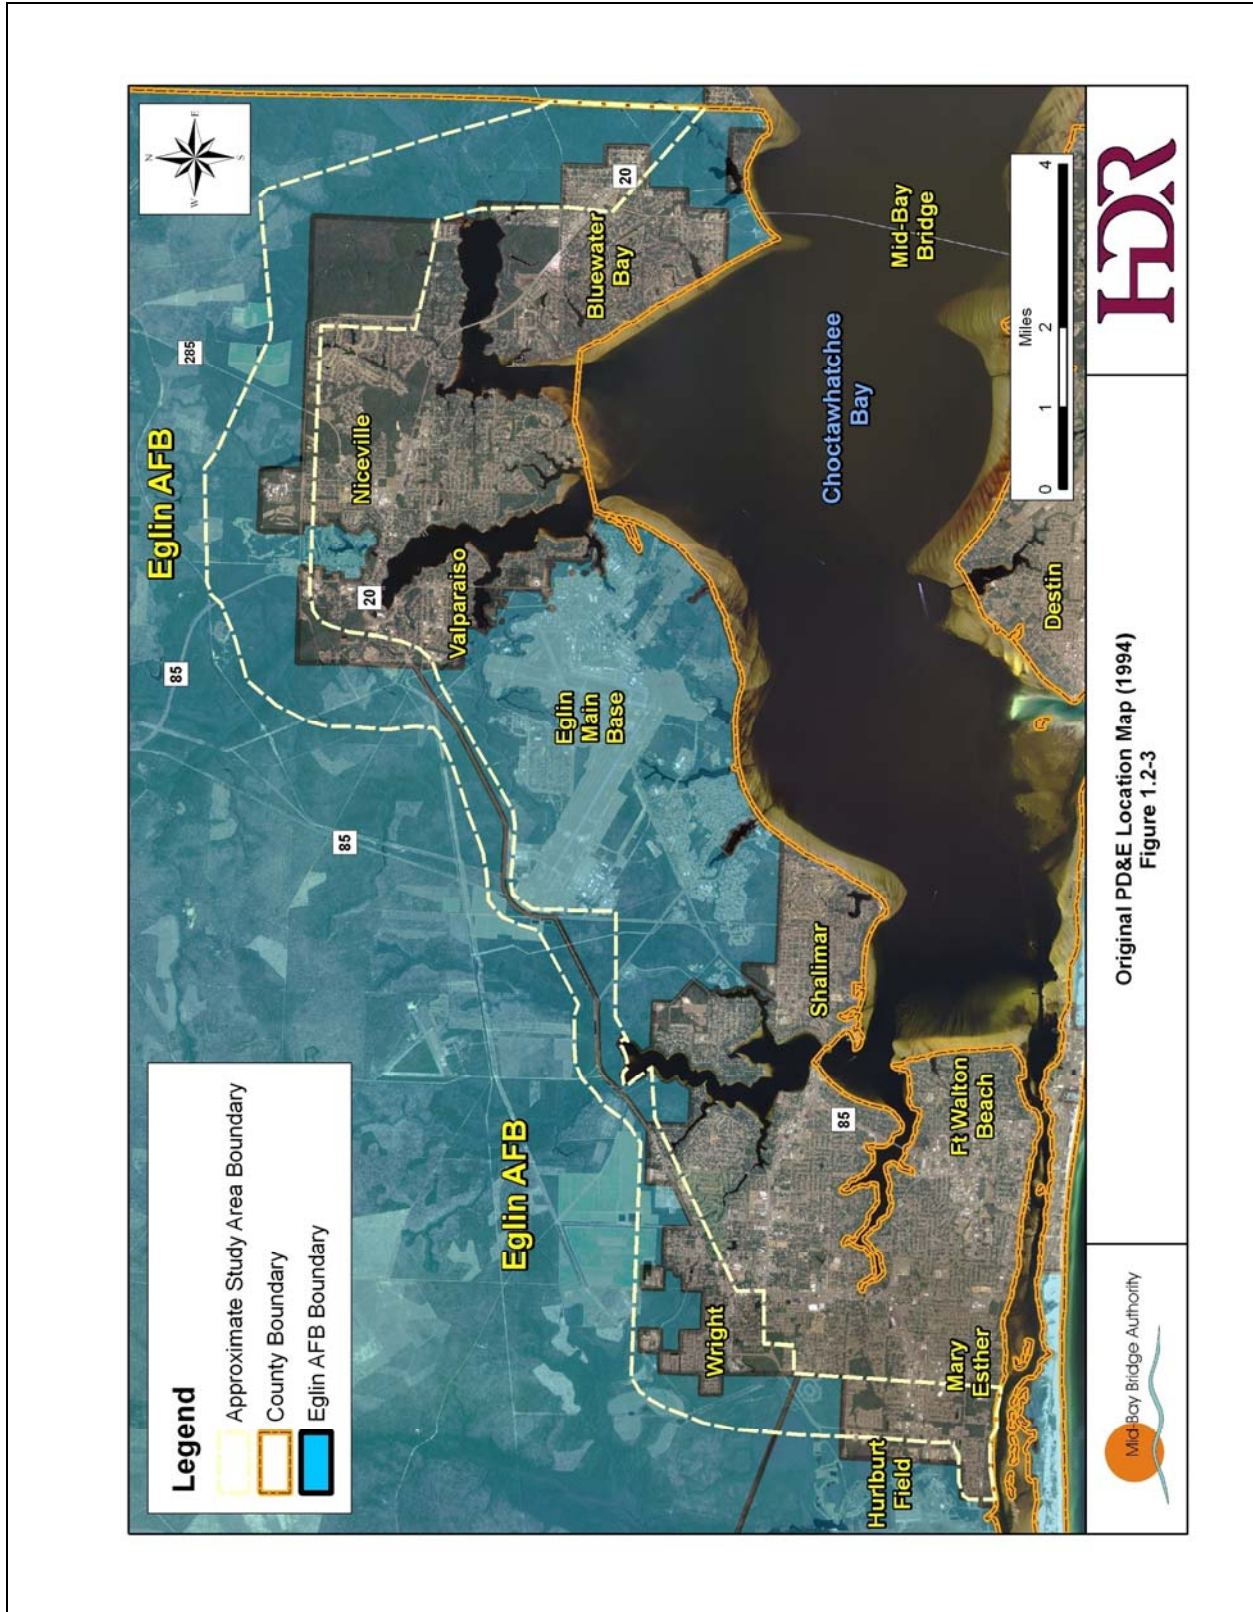 Legend
Approximate Study Area Boundary
County Boundary
Eglin AFB Boundary
N
W
E
S
Eglin AFB
Eglin AFB
85
285
85
20
Niceville
Valparaiso
20
Bluewater
Bay
Eglin
Main
Base
Wright
Shalimar
85
Choctawhatchee
Bay
Mid-Bay
Bridge
Hurlburt
Field
Mary
Esther
Ft Walton
Beach
Destin
Miles
0
1
2
4
Mid-Bay Bridge Authority
Original PD&E Location Map (1994)
Figure 1.2-3
HDR